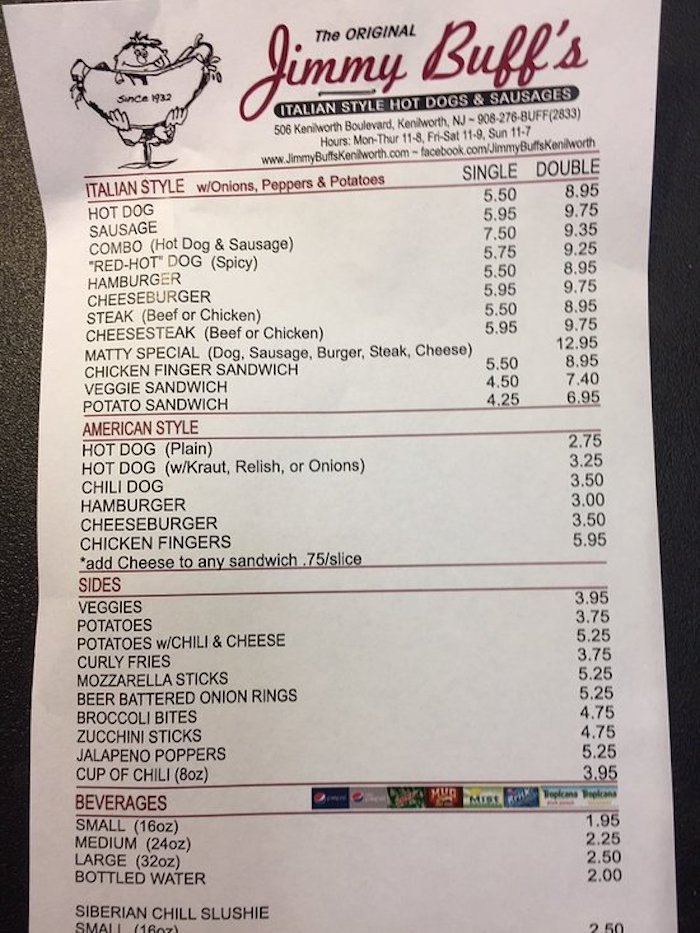 The ORIGINAL
Jimmy Buff's
Since 1932
ITALIAN STYLE HOT DOGS & SAUSAGES
506 Kenilworth Boulevard, Kenilworth, NJ ~ 908-276-BUFF(2833)
Hours: Mon-Thur 11-8, Fri-Sat 11-9, Sun 11-7
www.JimmyBuffsKenilworth.com ~ facebook.com/JimmyBuffsKenilworth
ITALIAN STYLE w/Onions, Peppers & Potatoes SINGLE DOUBLE
HOT DOG 5.50 8.95
SAUSAGE 5.95 9.75
COMBO (Hot Dog & Sausage) 7.50 9.35
"RED-HOT" DOG (Spicy) 5.75 9.25
HAMBURGER 5.50 8.95
CHEESEBURGER 5.95 9.75
STEAK (Beef or Chicken) 5.50 8.95
CHEESESTEAK (Beef or Chicken) 5.95 9.75
MATTY SPECIAL (Dog, Sausage, Burger, Steak, Cheese) 12.95
CHICKEN FINGER SANDWICH 5.50 8.95
VEGGIE SANDWICH 4.50 7.40
POTATO SANDWICH 4.25 6.95
AMERICAN STYLE
HOT DOG (Plain) 2.75
HOT DOG (w/Kraut, Relish, or Onions) 3.25
CHILI DOG 3.50
HAMBURGER 3.00
CHEESEBURGER 3.50
CHICKEN FINGERS 5.95
*add Cheese to any sandwich .75/slice
SIDES
VEGGIES 3.95
POTATOES 3.75
POTATOES w/CHILI & CHEESE 5.25
CURLY FRIES 3.75
MOZZARELLA STICKS 5.25
BEER BATTERED ONION RINGS 5.25
BROCCOLI BITES 4.75
ZUCCHINI STICKS 4.75
JALAPENO POPPERS 5.25
CUP OF CHILI (8oz) 3.95
BEVERAGES pepsi MUG Mist Tropicana Tropicana
SMALL (16oz) 1.95
MEDIUM (24oz) 2.25
LARGE (32oz) 2.50
BOTTLED WATER 2.00
SIBERIAN CHILL SLUSHIE
SMALL (16oz) 2.50